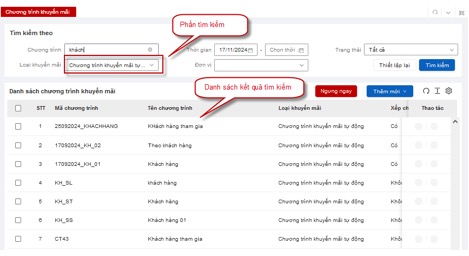 Chương trình khuyến mãi
Phần tìm kiếm
Tìm kiếm theo
Chương trình khách Thời gian 17/11/2024 - Chọn thời Trạng thái Tất cả
Loại khuyến mãi Chương trình khuyến mãi tự... Đơn vị Thiết lập lại Tìm kiếm
Danh sách kết quả tìm kiếm
Danh sách chương trình khuyến mãi Ngưng ngay Thêm mới
STT Mã chương trình Tên chương trình Loại khuyến mãi Xếp ch Thao tác
1 25092024_KHACHHANG KHách hàng tham gia Chương trình khuyến mãi tự động Có
2 17092024_KH_02 Theo khách hàng Chương trình khuyến mãi tự động Có
3 17092024_KH_01 Khách hàng Chương trình khuyến mãi tự động Có
4 KH_SL khách hàng Chương trình khuyến mãi tự động Khôn
5 KH_ST Khách hàng Chương trình khuyến mãi tự động Khôn
6 KH_SS Khách hàng 01 Chương trình khuyến mãi tự động Khôn
7 CT43 Khách hàng tham gia Chương trình khuyến mãi tự động Khôn